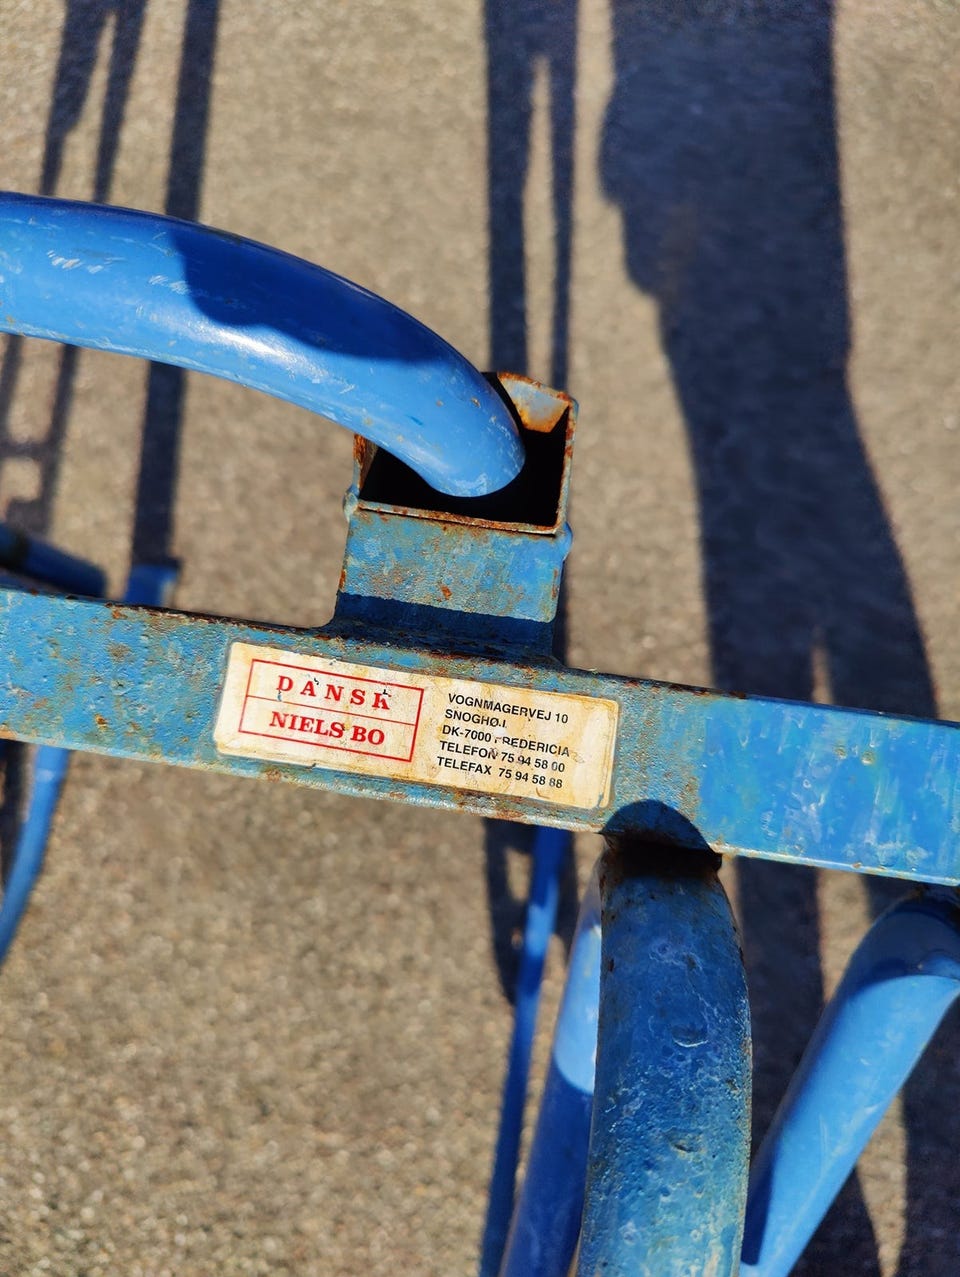 DANSK
NIELS BO
VOGNMAGERVEJ 10
SNOGHØJ
DK-7000 FREDERICIA
TELEFON 75 94 58 00
TELEFAX 75 94 58 88